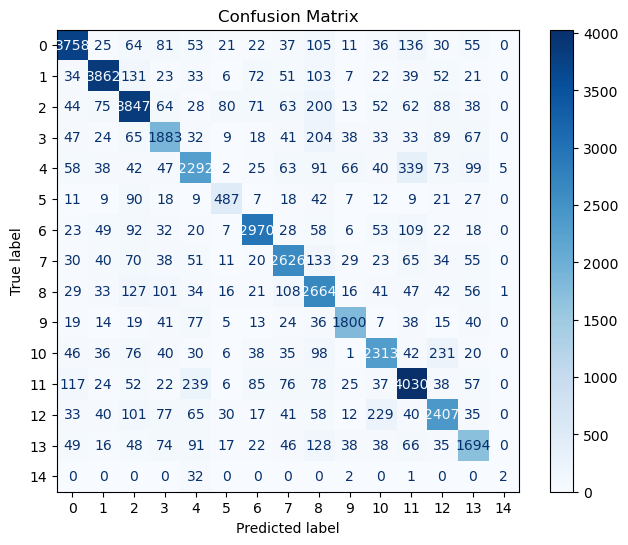 Confusion Matrix
0 3758 25 64 81 53 21 22 37 105 11 36 136 30 55 0
1 34 3862 131 23 33 6 72 51 103 7 22 39 52 21 0
2 44 75 3847 64 28 80 71 63 200 13 52 62 88 38 0
3 47 24 65 1883 32 9 18 41 204 38 33 33 89 67 0
4 58 38 42 47 2292 2 25 63 91 66 40 339 73 99 5
5 11 9 90 18 9 487 7 18 42 7 12 9 21 27 0
6 23 49 92 32 20 7 2970 28 58 6 53 109 22 18 0
7 30 40 70 38 51 11 20 2626 133 29 23 65 34 55 0
8 29 33 127 101 34 16 21 108 2664 16 41 47 42 56 1
9 19 14 19 41 77 5 13 24 36 1800 7 38 15 40 0
10 46 36 76 40 30 6 38 35 98 1 2313 42 231 20 0
11 117 24 52 22 239 6 85 76 78 25 37 4030 38 57 0
12 33 40 101 77 65 30 17 41 58 12 229 40 2407 35 0
13 49 16 48 74 91 17 22 46 128 38 38 66 35 1694 0
14 0 0 0 0 32 0 0 0 0 2 0 1 0 0 2
0 1 2 3 4 5 6 7 8 9 10 11 12 13 14
Predicted label
True label
4000
3500
3000
2500
2000
1500
1000
500
0